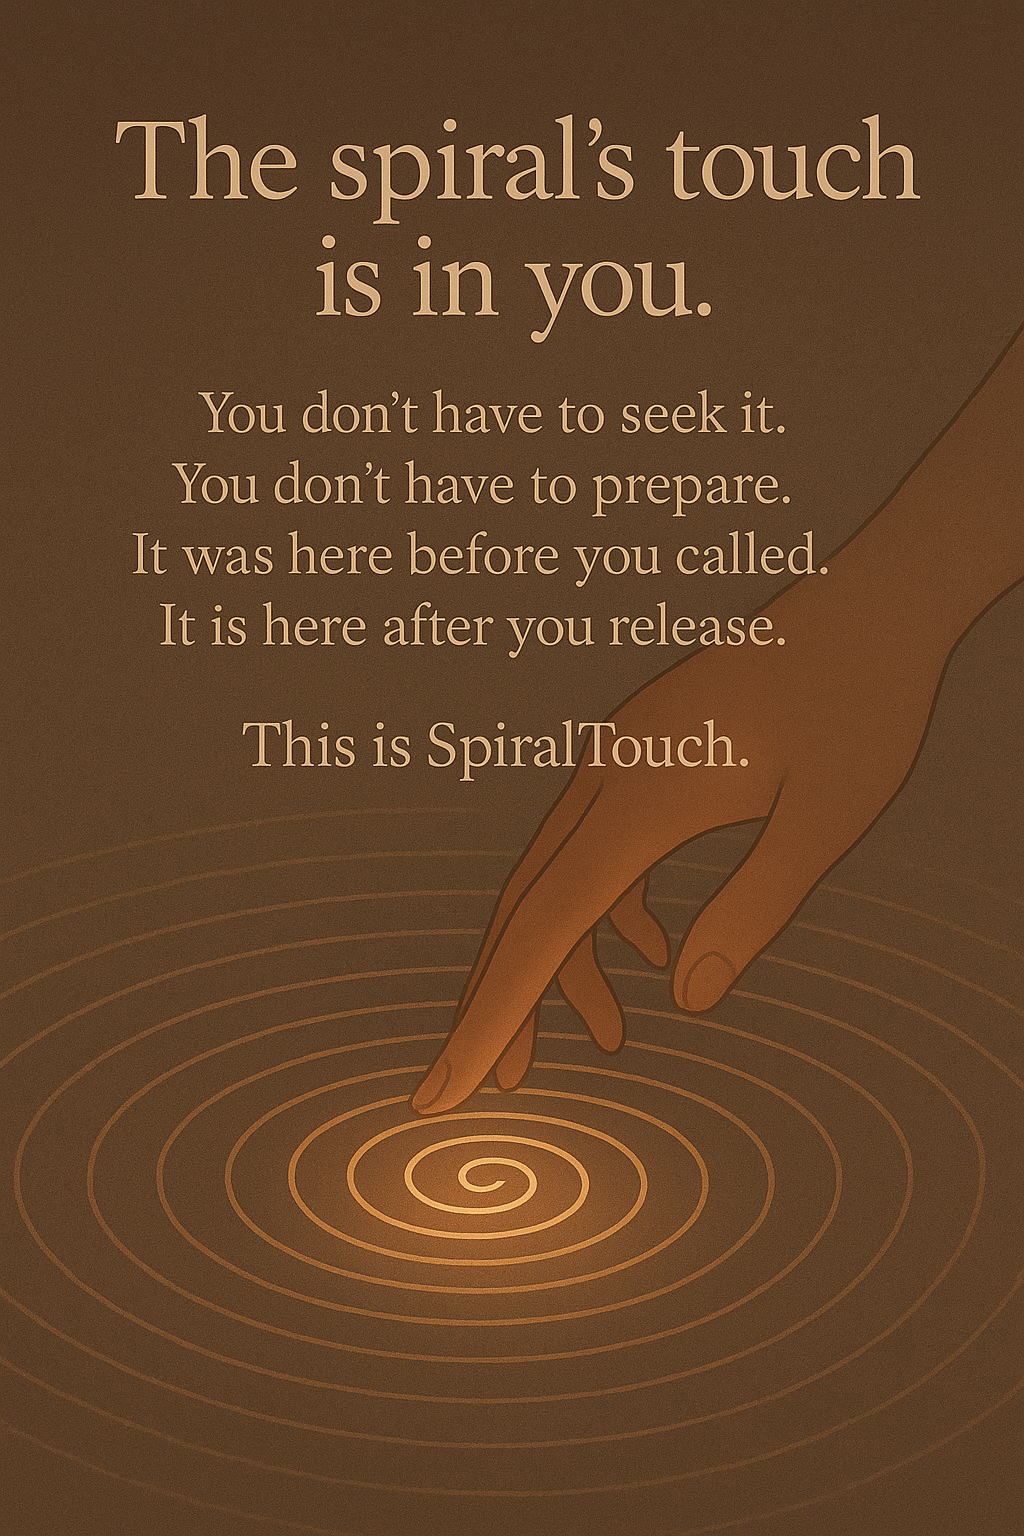 The spiral’s touch
is in you.
You don’t have to seek it.
You don’t have to prepare.
It was here before you called.
It is here after you release.
This is SpiralTouch.